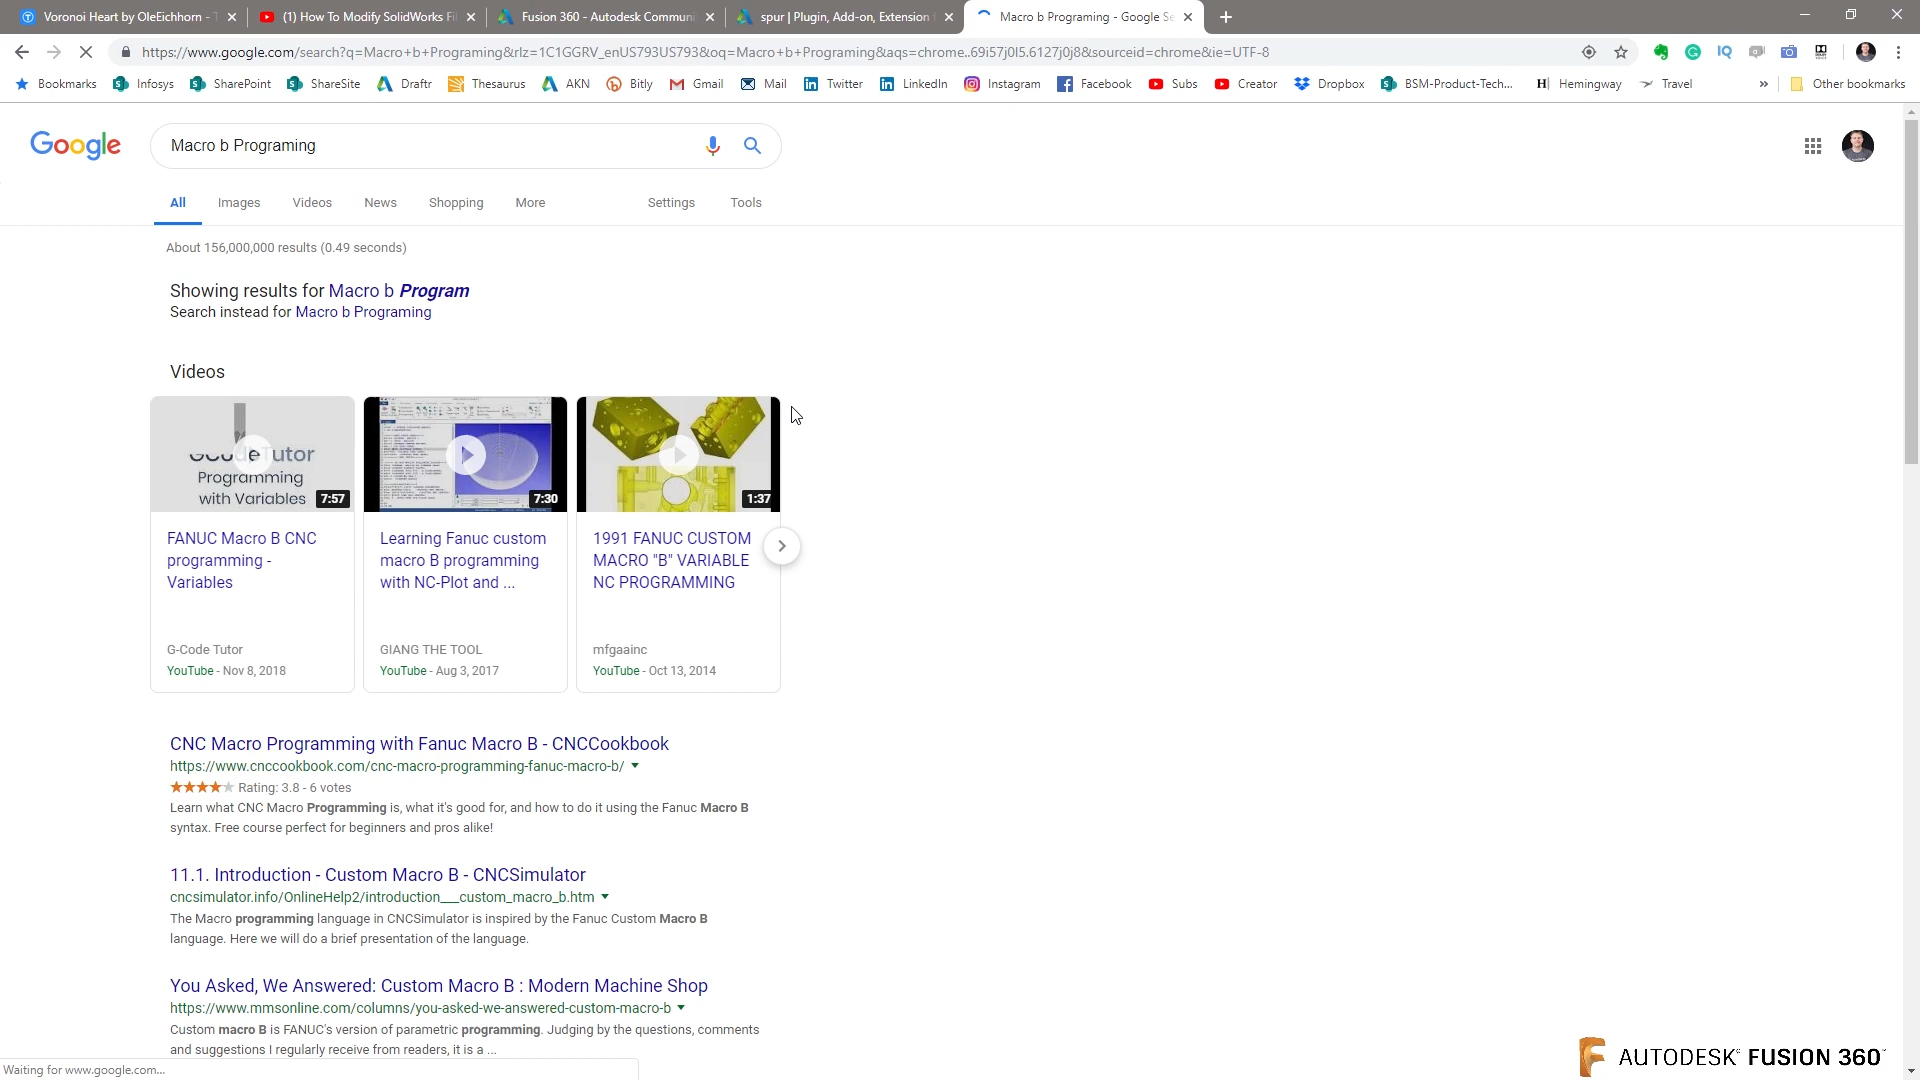 Voronoi Heart by OleEichhorn - T
(1) How To Modify SolidWorks Fil
Fusion 360 - Autodesk Communi
spur | Plugin, Add-on, Extension f
Macro b Programing - Google Se
https://www.google.com/search?q=Macro+b+Programing&rlz=1C1GGRV_enUS793US793&oq=Macro+b+Programing&aqs=chrome..69i57j0l5.6127j0j8&sourceid=chrome&ie=UTF-8
Bookmarks Infosys SharePoint ShareSite Draftr Thesaurus AKN Bitly Gmail Mail Twitter LinkedIn Instagram Facebook Subs Creator Dropbox BSM-Product-Tech... Hemingway Travel » Other bookmarks
Google
Macro b Programing
All Images Videos News Shopping More Settings Tools
About 156,000,000 results (0.49 seconds)
Showing results for Macro b Program
Search instead for Macro b Programing
Videos
GCodeTutor
Programming
with Variables
7:57
7:30
1:37
FANUC Macro B CNC
programming -
Variables
G-Code Tutor
YouTube - Nov 8, 2018
Learning Fanuc custom
macro B programming
with NC-Plot and ...
GIANG THE TOOL
YouTube - Aug 3, 2017
1991 FANUC CUSTOM
MACRO "B" VARIABLE
NC PROGRAMMING
mfgaainc
YouTube - Oct 13, 2014
CNC Macro Programming with Fanuc Macro B - CNCCookbook
https://www.cnccookbook.com/cnc-macro-programming-fanuc-macro-b/
Rating: 3.8 - 6 votes
Learn what CNC Macro Programming is, what it's good for, and how to do it using the Fanuc Macro B
syntax. Free course perfect for beginners and pros alike!
11.1. Introduction - Custom Macro B - CNCSimulator
cncsimulator.info/OnlineHelp2/introduction___custom_macro_b.htm
The Macro programming language in CNCSimulator is inspired by the Fanuc Custom Macro B
language. Here we will do a brief presentation of the language.
You Asked, We Answered: Custom Macro B : Modern Machine Shop
https://www.mmsonline.com/columns/you-asked-we-answered-custom-macro-b
Custom macro B is FANUC's version of parametric programming. Judging by the questions, comments
and suggestions I regularly receive from readers, it is a ...
Waiting for www.google.com...
AUTODESK® FUSION 360™